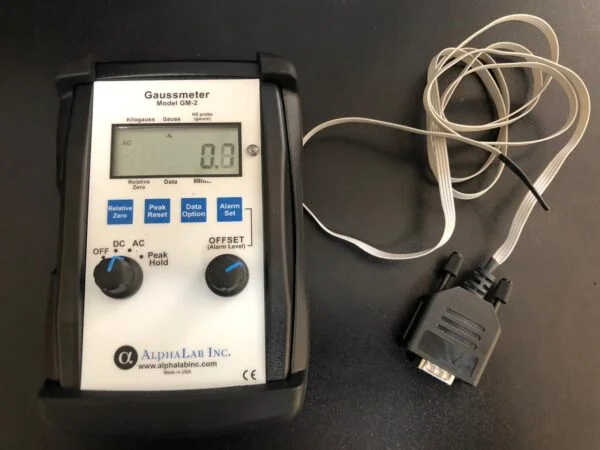 Gaussmeter
Model GM-2
Kilogauss Gauss HS probe
(gauss)
AC
0.8
Relative
Zero Data
Relative
Zero
Peak
Reset
Data
Option
Alarm
Set
OFF DC AC
Peak
Hold
OFFSET
(Alarm Level)
α ALPHALAB INC.
www.alphalabinc.com
Made in USA
CE